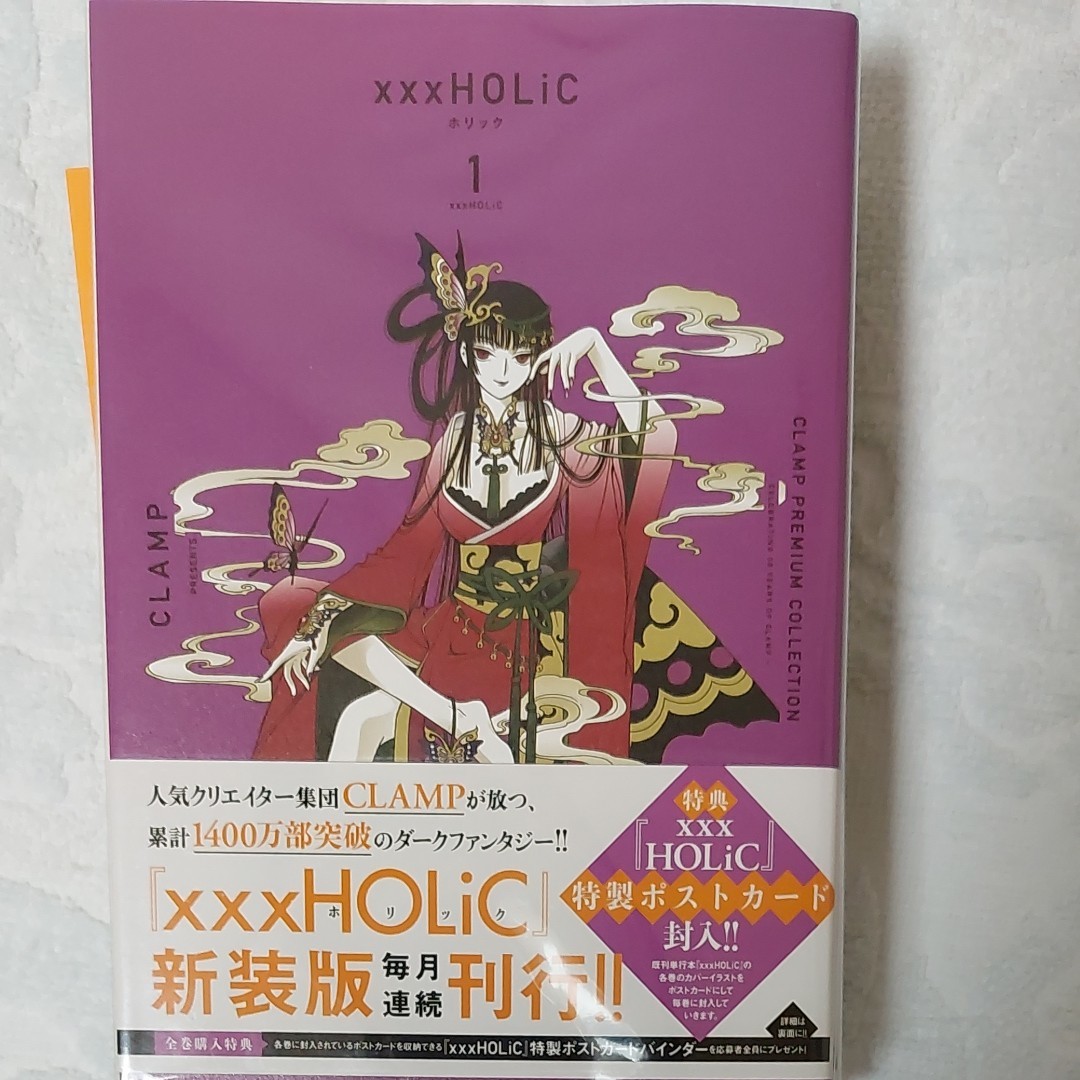 xxxHOLiC
ホリック
1
xxxHOLiC
CLAMP
PRESENTS
CLAMP PREMIUM COLLECTION
人気クリエイター集団CLAMPが放つ、
累計1400万部突破のダークファンタジー!!
『xxxHOLiC』
ホリック
新装版毎月連続刊行!!
特典
『xxx
HOLiC』
特製ポストカード
封入!!
既刊単行本『xxxHOLiC』の
各巻のカバーイラストを
ポストカードにして
毎巻に封入して
いきます。
詳細は
裏面に!!
全巻購入特典 各巻に封入されているポストカードを収納できる『xxxHOLiC』特製ポストカードバインダーを応募者全員にプレゼント!